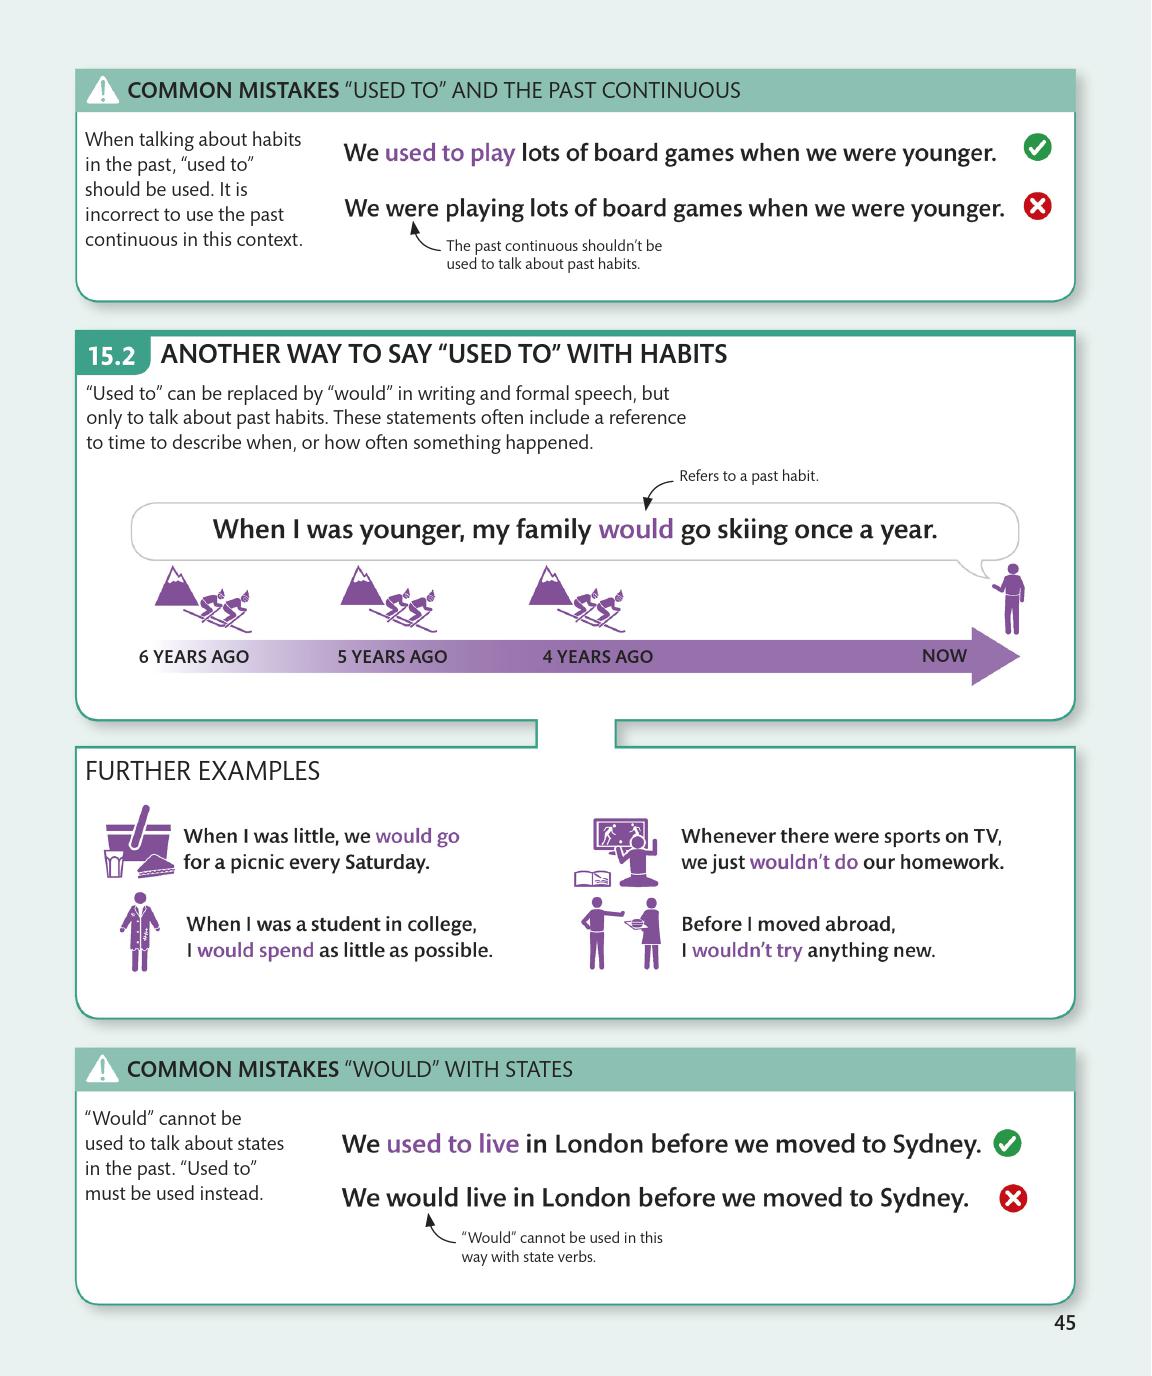 COMMON MISTAKES “USED TO” AND THE PAST CONTINUOUS
When talking about habits
in the past, “used to”
should be used. It is
incorrect to use the past
continuous in this context.
We used to play lots of board games when we were younger.
We were playing lots of board games when we were younger.
The past continuous shouldn’t be
used to talk about past habits.
15.2 ANOTHER WAY TO SAY “USED TO” WITH HABITS
“Used to” can be replaced by “would” in writing and formal speech, but
only to talk about past habits. These statements often include a reference
to time to describe when, or how often something happened.
Refers to a past habit.
When I was younger, my family would go skiing once a year.
6 YEARS AGO 5 YEARS AGO 4 YEARS AGO NOW
FURTHER EXAMPLES
When I was little, we would go
for a picnic every Saturday.
Whenever there were sports on TV,
we just wouldn’t do our homework.
When I was a student in college,
I would spend as little as possible.
Before I moved abroad,
I wouldn’t try anything new.
COMMON MISTAKES “WOULD” WITH STATES
“Would” cannot be
used to talk about states
in the past. “Used to”
must be used instead.
We used to live in London before we moved to Sydney.
We would live in London before we moved to Sydney.
“Would” cannot be used in this
way with state verbs.
45